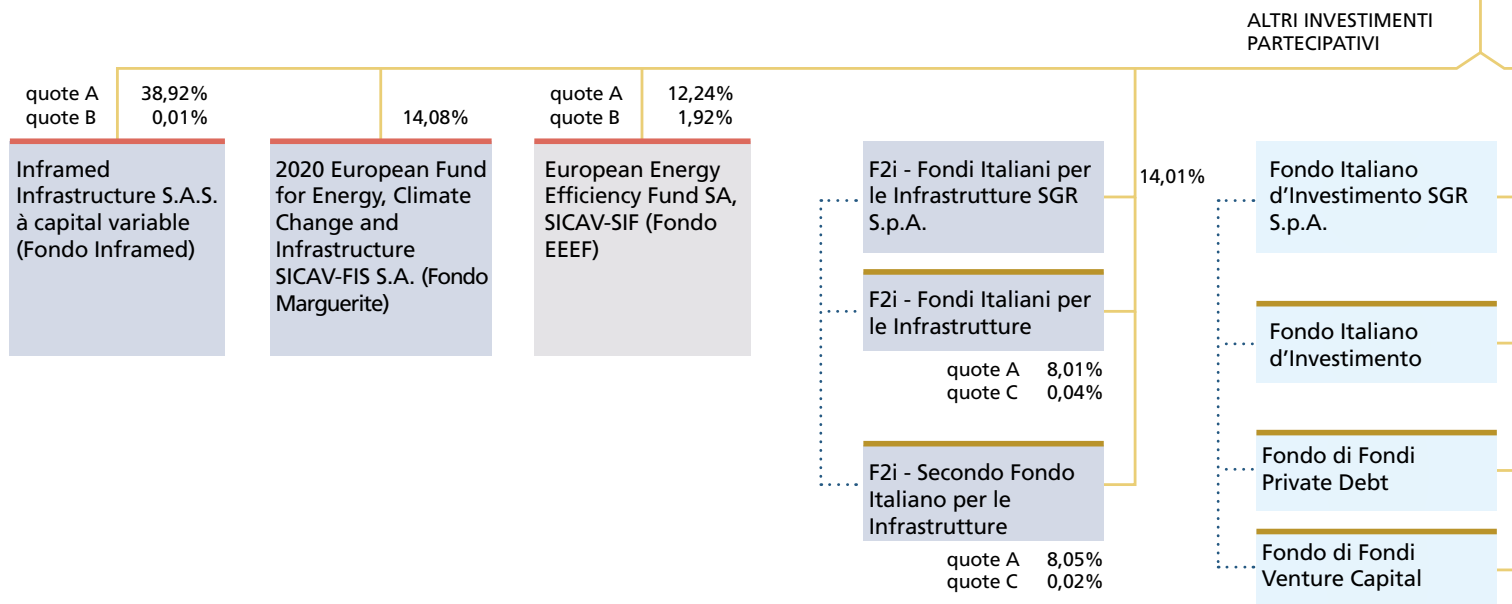 ALTRI INVESTIMENTI
PARTECIPATIVI
quote A 38,92%
quote B 0,01%
14,08%
quote A 12,24%
quote B 1,92%
Inframed
Infrastructure S.A.S.
à capital variable
(Fondo Inframed)
2020 European Fund
for Energy, Climate
Change and
Infrastructure
SICAV-FIS S.A. (Fondo
Marguerite)
European Energy
Efficiency Fund SA,
SICAV-SIF (Fondo
EEEF)
F2i - Fondi Italiani per
le Infrastrutture SGR
S.p.A.
14,01%
F2i - Fondi Italiani per
le Infrastrutture
quote A 8,01%
quote C 0,04%
F2i - Secondo Fondo
Italiano per le
Infrastrutture
quote A 8,05%
quote C 0,02%
Fondo Italiano
d'Investimento SGR
S.p.A.
Fondo Italiano
d'Investimento
Fondo di Fondi
Private Debt
Fondo di Fondi
Venture Capital